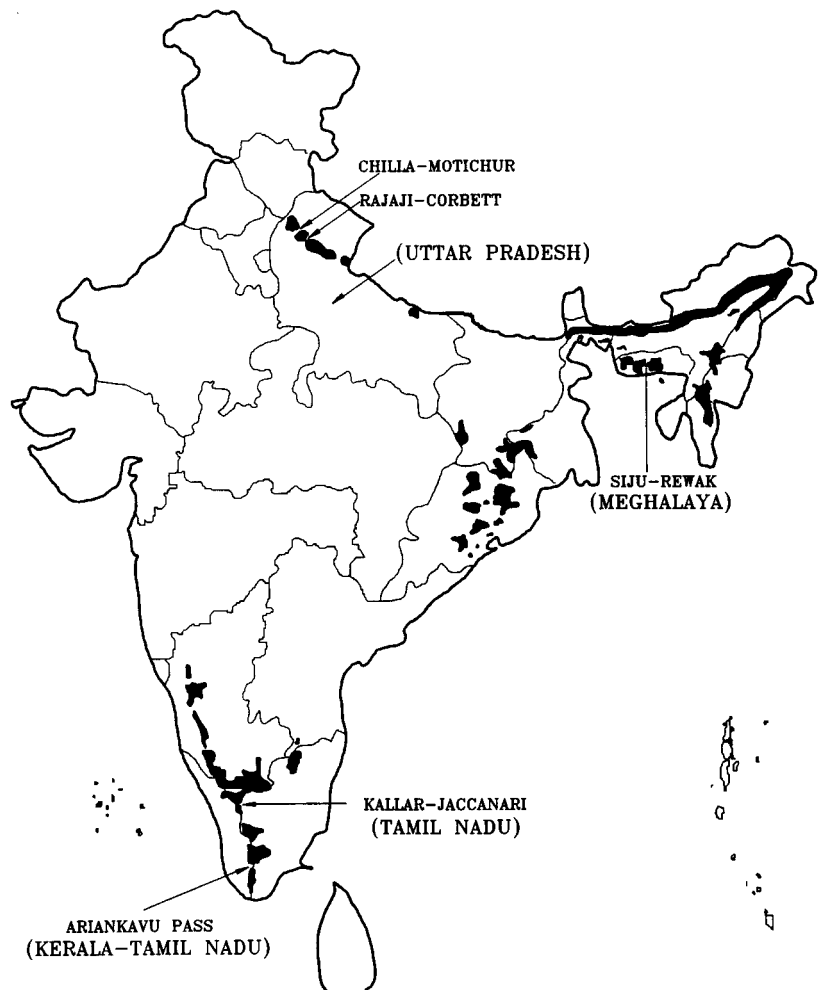 CHILLA-MOTICHUR
RAJAJI-CORBETT
(UTTAR PRADESH)
SIJU-REWAK
(MEGHALAYA)
KALLAR-JACCANARI
(TAMIL NADU)
ARIANKAVU PASS
(KERALA-TAMIL NADU)